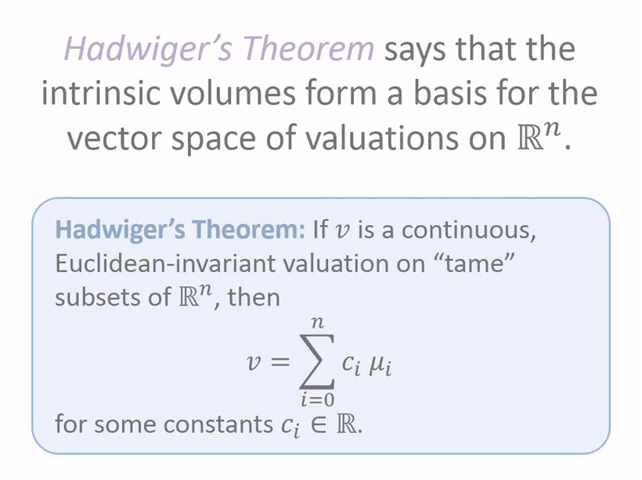 Hadwiger's Theorem says that the
intrinsic volumes form a basis for the
vector space of valuations on ℝⁿ.
Hadwiger's Theorem: If 𝑣 is a continuous,
Euclidean-invariant valuation on “tame”
subsets of ℝⁿ, then
𝑣 = ∑_{𝑖=0}^{𝑛} 𝑐ᵢ 𝜇ᵢ
for some constants 𝑐ᵢ ∈ ℝ.